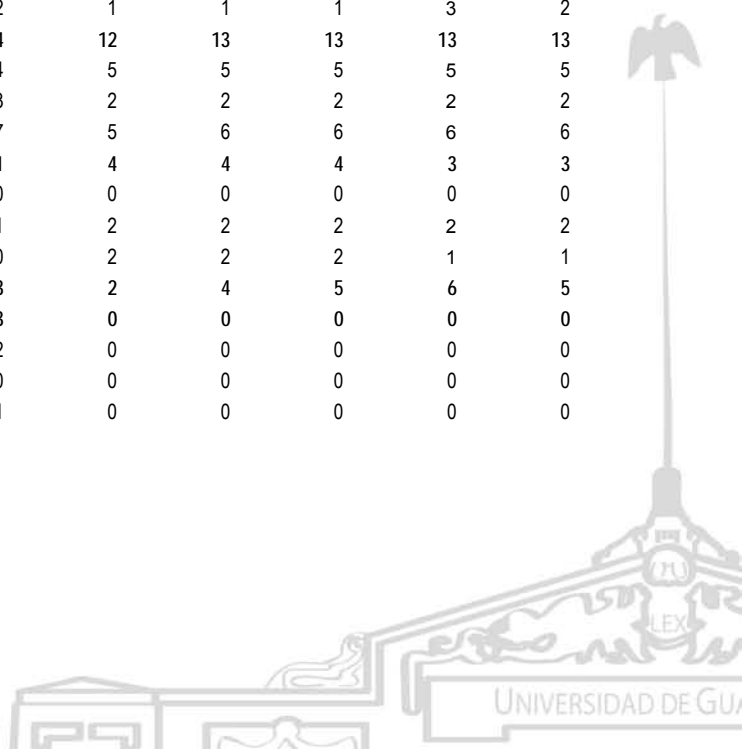 2 1 1 1 3 2
4 12 13 13 13 13
4 5 5 5 5 5
3 2 2 2 2 2
7 5 6 6 6 6
1 4 4 4 3 3
0 0 0 0 0 0
1 2 2 2 2 2
0 2 2 2 1 1
3 2 4 5 6 5
3 0 0 0 0 0
2 0 0 0 0 0
0 0 0 0 0 0
1 0 0 0 0 0
LEX
UNIVERSIDAD DE GUA